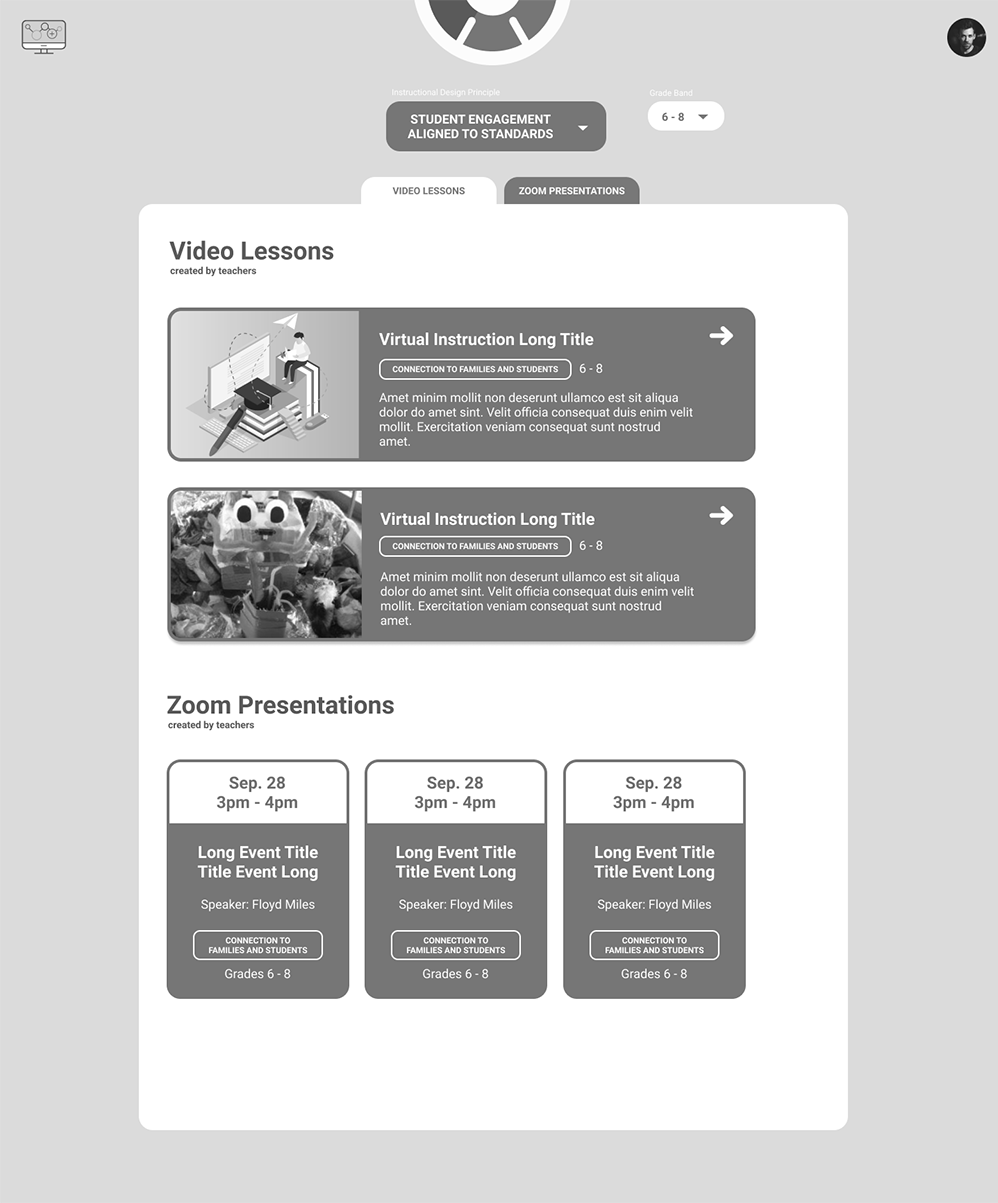 Instructional Design Principle
Grade Band
STUDENT ENGAGEMENT
ALIGNED TO STANDARDS
6 - 8
VIDEO LESSONS
ZOOM PRESENTATIONS
Video Lessons
created by teachers
Virtual Instruction Long Title
CONNECTION TO FAMILIES AND STUDENTS 6 - 8
Amet minim mollit non deserunt ullamco est sit aliqua
dolor do amet sint. Velit officia consequat duis enim velit
mollit. Exercitation veniam consequat sunt nostrud
amet.
Virtual Instruction Long Title
CONNECTION TO FAMILIES AND STUDENTS 6 - 8
Amet minim mollit non deserunt ullamco est sit aliqua
dolor do amet sint. Velit officia consequat duis enim velit
mollit. Exercitation veniam consequat sunt nostrud
amet.
Zoom Presentations
created by teachers
Sep. 28
3pm - 4pm
Long Event Title
Title Event Long
Speaker: Floyd Miles
CONNECTION TO
FAMILIES AND STUDENTS
Grades 6 - 8
Sep. 28
3pm - 4pm
Long Event Title
Title Event Long
Speaker: Floyd Miles
CONNECTION TO
FAMILIES AND STUDENTS
Grades 6 - 8
Sep. 28
3pm - 4pm
Long Event Title
Title Event Long
Speaker: Floyd Miles
CONNECTION TO
FAMILIES AND STUDENTS
Grades 6 - 8